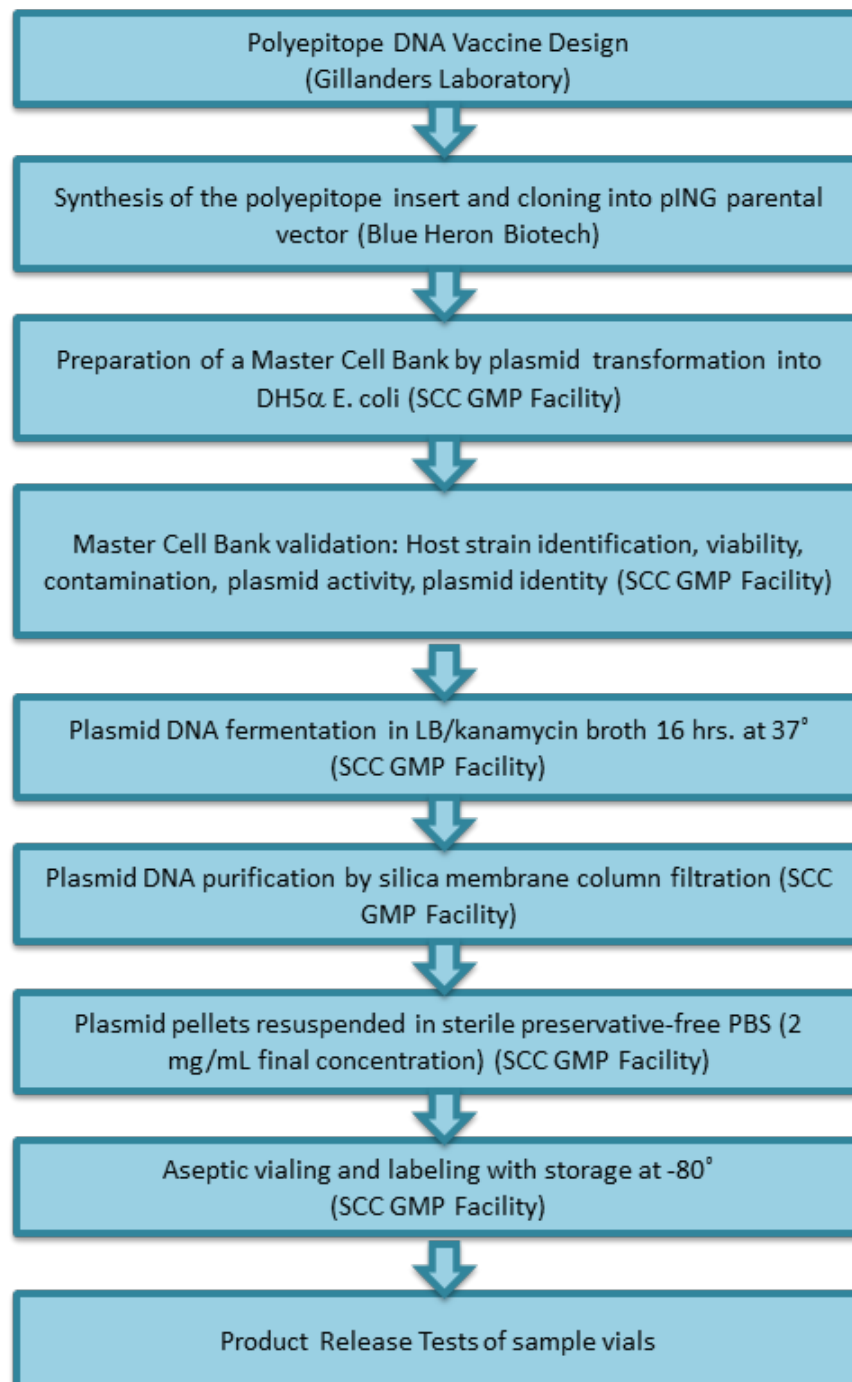 Polyepitope DNA Vaccine Design
(Gillanders Laboratory)
Synthesis of the polyepitope insert and cloning into pING parental
vector (Blue Heron Biotech)
Preparation of a Master Cell Bank by plasmid transformation into
DH5α E. coli (SCC GMP Facility)
Master Cell Bank validation: Host strain identification, viability,
contamination, plasmid activity, plasmid identity (SCC GMP Facility)
Plasmid DNA fermentation in LB/kanamycin broth 16 hrs. at 37°
(SCC GMP Facility)
Plasmid DNA purification by silica membrane column filtration (SCC
GMP Facility)
Plasmid pellets resuspended in sterile preservative-free PBS (2
mg/mL final concentration) (SCC GMP Facility)
Aseptic vialing and labeling with storage at -80°
(SCC GMP Facility)
Product Release Tests of sample vials